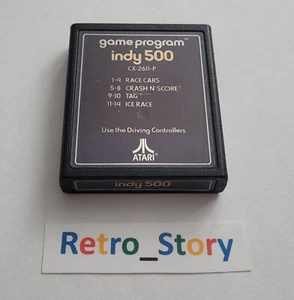 game program™
indy 500
CX-2611-P
1-4 RACE CARS
5-8 CRASH N' SCORE
9-10 TAG
11-14 ICE RACE
Use the Driving Controllers
ATARI
indy 500
Retro_Story